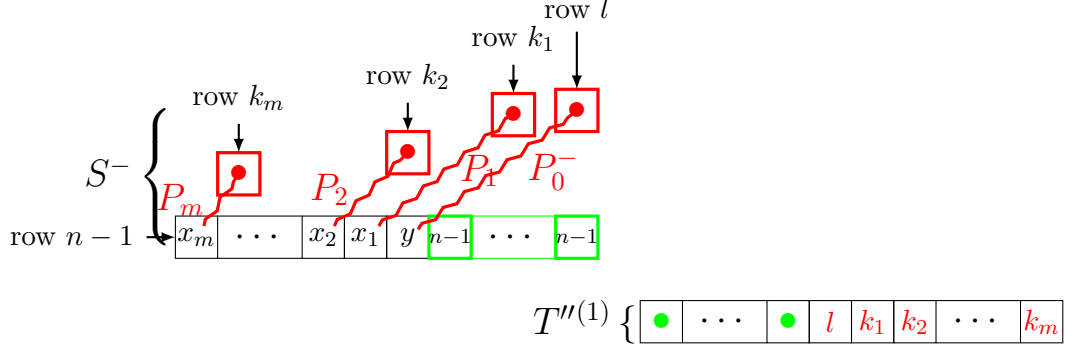 row l
row k_1
row k_2
row k_m
S^-
P_m P_2 P_1 P_0^-
row n − 1 x_m ⋯ x_2 x_1 y n−1 ⋯ n−1
T''^{(1)} { ⋯ l k_1 k_2 ⋯ k_m